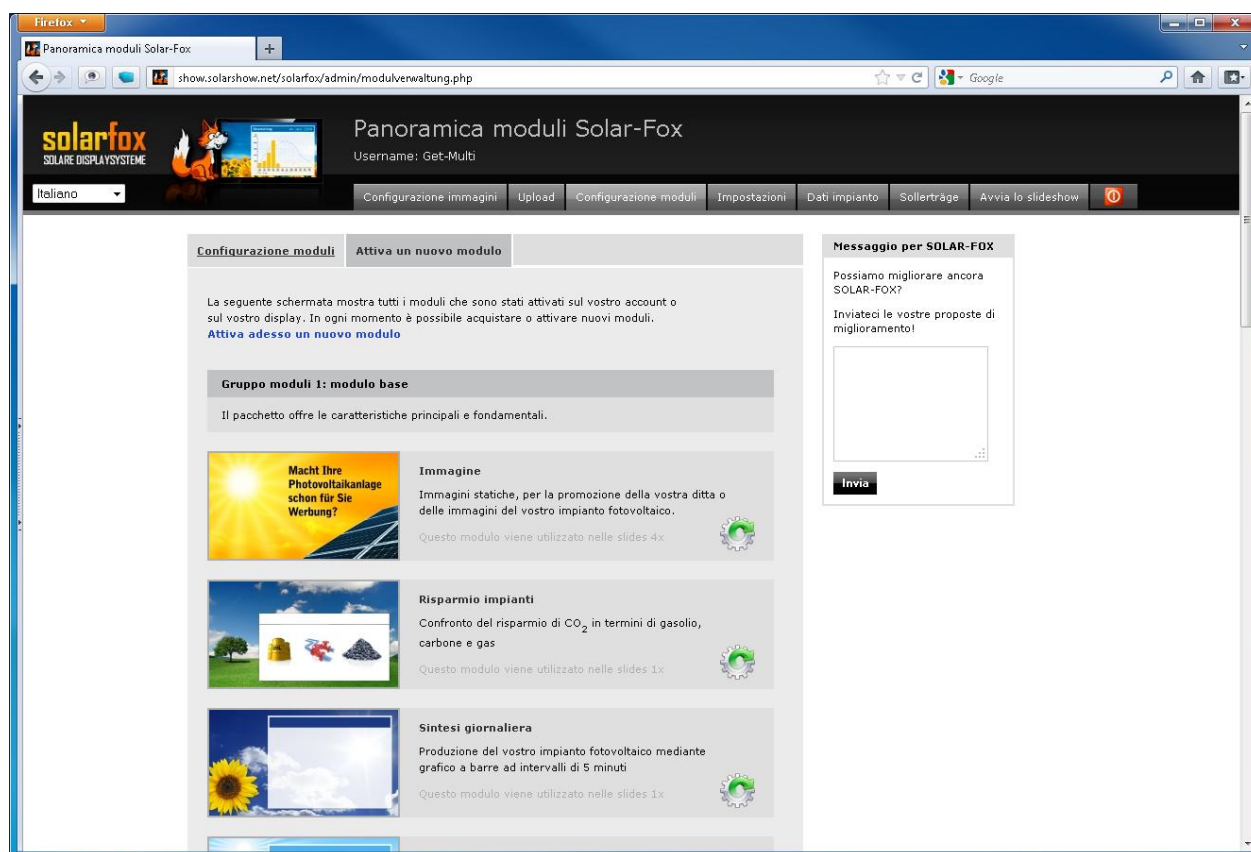 Firefox
Panoramica moduli Solar-Fox
show.solarshow.net/solarfox/admin/modulverwaltung.php
Google
solarfox
SOLARE DISPLAYSYSTEME
Panoramica moduli Solar-Fox
Username: Get-Multi
Italiano
Configurazione immagini
Upload
Configurazione moduli
Impostazioni
Dati impianto
Sollerträge
Avvia lo slideshow
Configurazione moduli
Attiva un nuovo modulo
La seguente schermata mostra tutti i moduli che sono stati attivati sul vostro account o
sul vostro display. In ogni momento è possibile acquistare o attivare nuovi moduli.
Attiva adesso un nuovo modulo
Gruppo moduli 1: modulo base
Il pacchetto offre le caratteristiche principali e fondamentali.
Macht Ihre
Photovoltaikanlage
schon für Sie
Werbung?
Immagine
Immagini statiche, per la promozione della vostra ditta o
delle immagini del vostro impianto fotovoltaico.
Questo modulo viene utilizzato nelle slides 4x
Risparmio impianti
Confronto del risparmio di CO2 in termini di gasolio,
carbone e gas
Questo modulo viene utilizzato nelle slides 1x
Sintesi giornaliera
Produzione del vostro impianto fotovoltaico mediante
grafico a barre ad intervalli di 5 minuti
Questo modulo viene utilizzato nelle slides 1x
Messaggio per SOLAR-FOX
Possiamo migliorare ancora
SOLAR-FOX?
Inviateci le vostre proposte di
miglioramento!
Invia